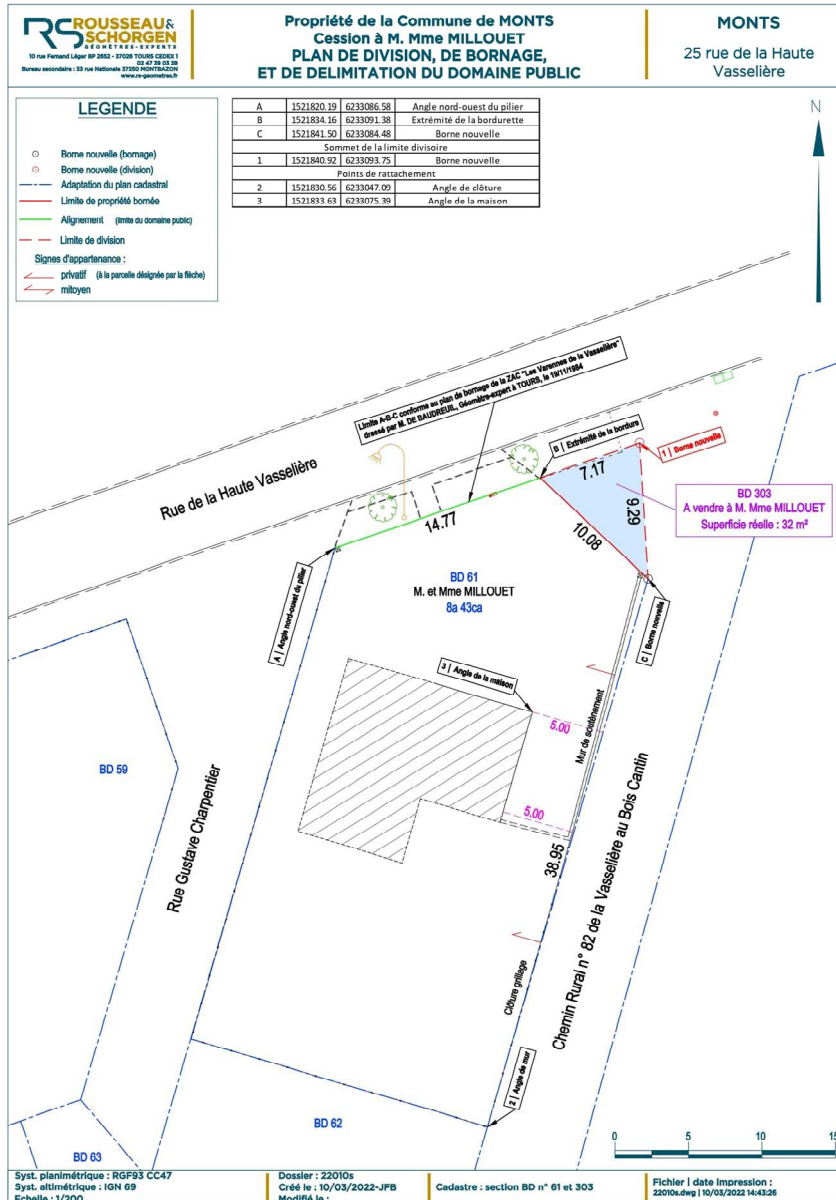 RS ROUSSEAU&
SCHORGEN
GÉOMÈTRES-EXPERTS
10 rue Fernand Léger BP 2652 - 37026 TOURS CEDEX 1
02 47 39 03 29
Bureau secondaire : 33 rue Nationale 37250 MONTBAZON
www.rs-geometres.fr
Propriété de la Commune de MONTS
Cession à M. Mme MILLOUET
PLAN DE DIVISION, DE BORNAGE,
ET DE DELIMITATION DU DOMAINE PUBLIC
MONTS
25 rue de la Haute
Vasselière
LEGENDE
Borne nouvelle (bornage)
Borne nouvelle (division)
Adaptation du plan cadastral
Limite de propriété bornée
Alignement (limite du domaine public)
Limite de division
Signes d'appartenance :
privatif (à la parcelle désignée par la flèche)
mitoyen
A 1521820.19 6233086.58 Angle nord-ouest du pilier
B 1521834.16 6233091.38 Extrémité de la bordurette
C 1521841.50 6233084.48 Borne nouvelle
Sommet de la limite divisoire
1 1521840.92 6233093.75 Borne nouvelle
Points de rattachement
2 1521830.56 6233047.09 Angle de clôture
3 1521833.63 6233075.39 Angle de la maison
N
Limite A-B-C conforme au plan de bornage de la ZAC "Les Varennes de la Vasselière"
dressé par M. DE BAUDREUIL, Géomètre-expert à TOURS, le 19/11/1984
Rue de la Haute Vasselière
B | Extrémité de la bordure
1 | Borne nouvelle
7.17
9.29
10.08
14.77
BD 303
A vendre à M. Mme MILLOUET
Superficie réelle : 32 m²
BD 61
M. et Mme MILLOUET
8a 43ca
A | Angle nord-ouest du pilier
C | Borne nouvelle
3 | Angle de la maison
5.00
Mur de soutènement
BD 59
Rue Gustave Charpentier
5.00
38.95
Chemin Rural n° 82 de la Vasselière au Bois Cantin
Clôture grillage
2 | Angle de mur
BD 62
BD 63
0 5 10 15
Syst. planimétrique : RGF93 CC47
Syst. altimétrique : IGN 69
Echelle : 1/200
Dossier : 22010s
Créé le : 10/03/2022-JFB
Modifié le :
Cadastre : section BD n° 61 et 303
Fichier | date impression :
22010s.dwg | 10/03/2022 14:43:26